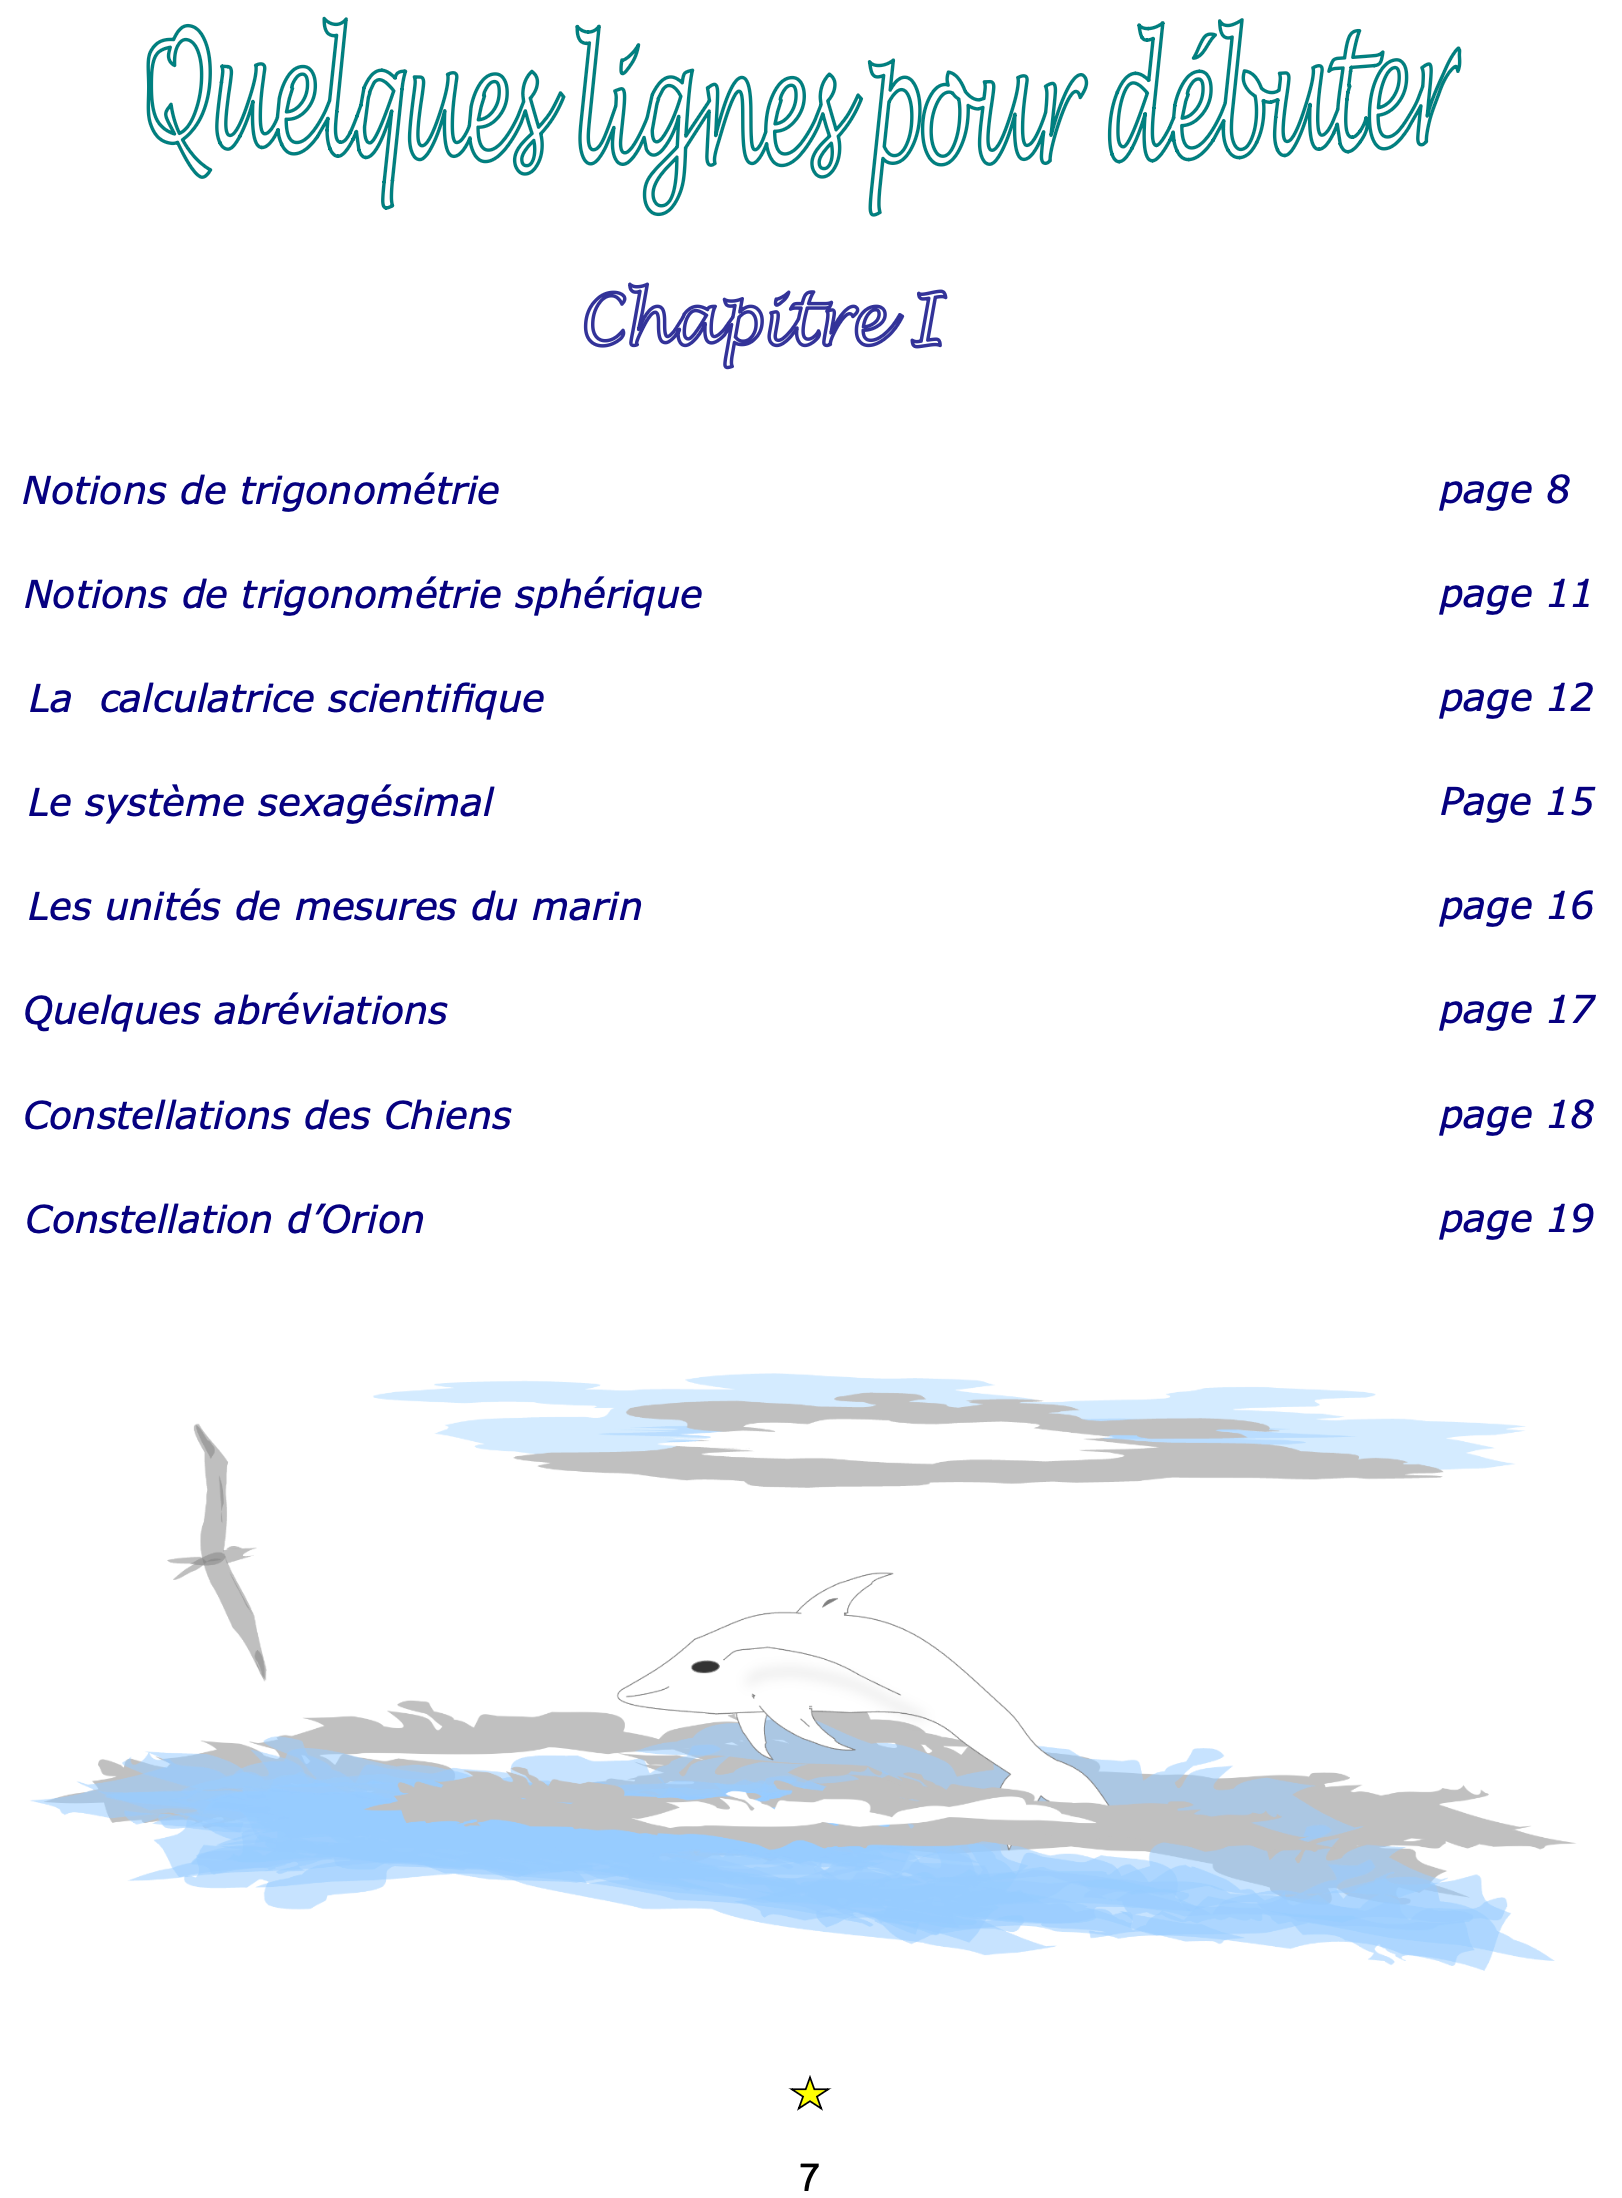 Quelques lignes pour débuter
Chapitre I
Notions de trigonométrie page 8
Notions de trigonométrie sphérique page 11
La calculatrice scientifique page 12
Le système sexagésimal Page 15
Les unités de mesures du marin page 16
Quelques abréviations page 17
Constellations des Chiens page 18
Constellation d’Orion page 19
7